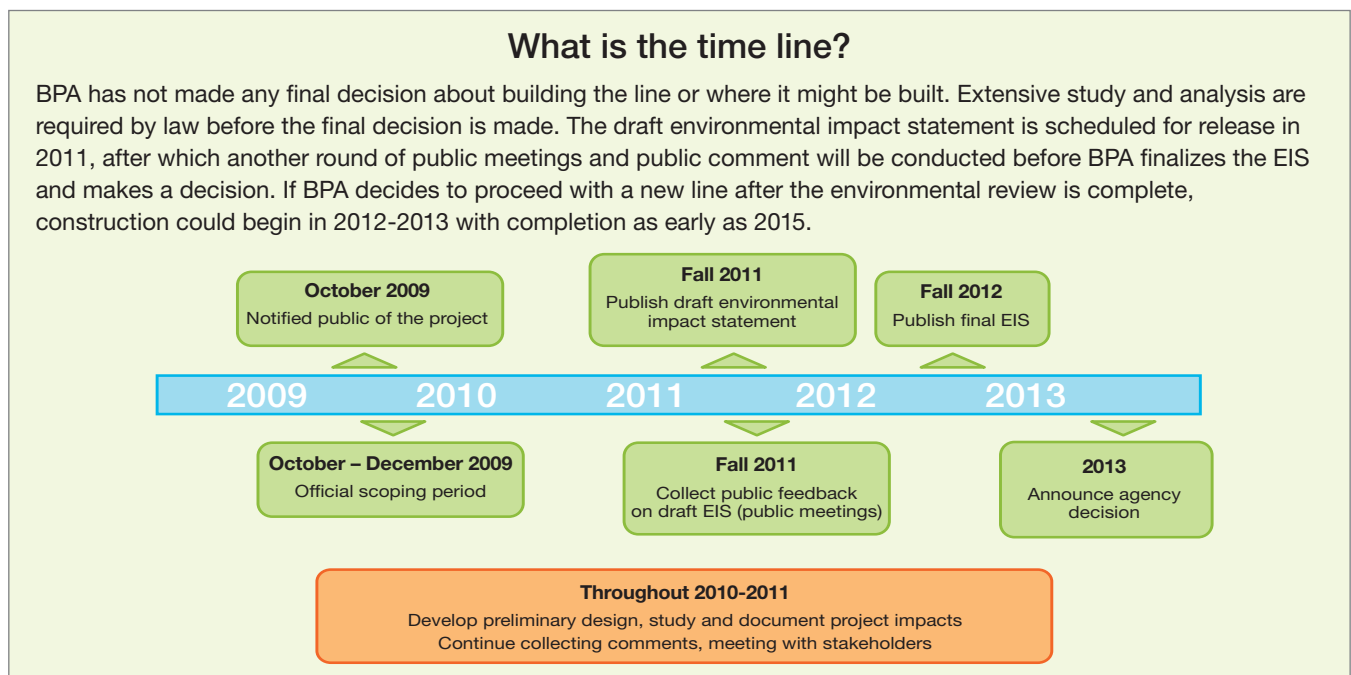 What is the time line?
BPA has not made any final decision about building the line or where it might be built. Extensive study and analysis are
required by law before the final decision is made. The draft environmental impact statement is scheduled for release in
2011, after which another round of public meetings and public comment will be conducted before BPA finalizes the EIS
and makes a decision. If BPA decides to proceed with a new line after the environmental review is complete,
construction could begin in 2012-2013 with completion as early as 2015.
October 2009
Notified public of the project
Fall 2011
Publish draft environmental
impact statement
Fall 2012
Publish final EIS
2009 2010 2011 2012 2013
October – December 2009
Official scoping period
Fall 2011
Collect public feedback
on draft EIS (public meetings)
2013
Announce agency
decision
Throughout 2010-2011
Develop preliminary design, study and document project impacts
Continue collecting comments, meeting with stakeholders